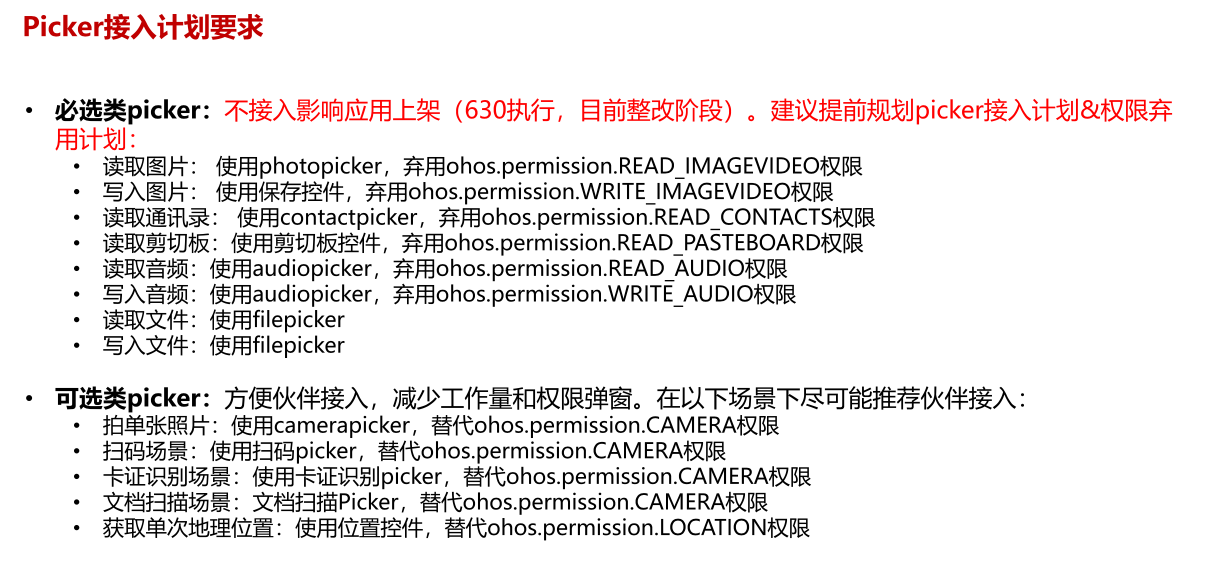 Picker接入计划要求
• 必选类picker：不接入影响应用上架（630执行，目前整改阶段）。建议提前规划picker接入计划&权限弃
用计划：
• 读取图片： 使用photopicker，弃用ohos.permission.READ_IMAGEVIDEO权限
• 写入图片： 使用保存控件，弃用ohos.permission.WRITE_IMAGEVIDEO权限
• 读取通讯录： 使用contactpicker，弃用ohos.permission.READ_CONTACTS权限
• 读取剪切板：使用剪切板控件，弃用ohos.permission.READ_PASTEBOARD权限
• 读取音频：使用audiopicker，弃用ohos.permission.READ_AUDIO权限
• 写入音频：使用audiopicker，弃用ohos.permission.WRITE_AUDIO权限
• 读取文件：使用filepicker
• 写入文件：使用filepicker
• 可选类picker：方便伙伴接入，减少工作量和权限弹窗。在以下场景下尽可能推荐伙伴接入：
• 拍单张照片：使用camerapicker，替代ohos.permission.CAMERA权限
• 扫码场景：使用扫码picker，替代ohos.permission.CAMERA权限
• 卡证识别场景：使用卡证识别picker，替代ohos.permission.CAMERA权限
• 文档扫描场景：文档扫描Picker，替代ohos.permission.CAMERA权限
• 获取单次地理位置：使用位置控件，替代ohos.permission.LOCATION权限